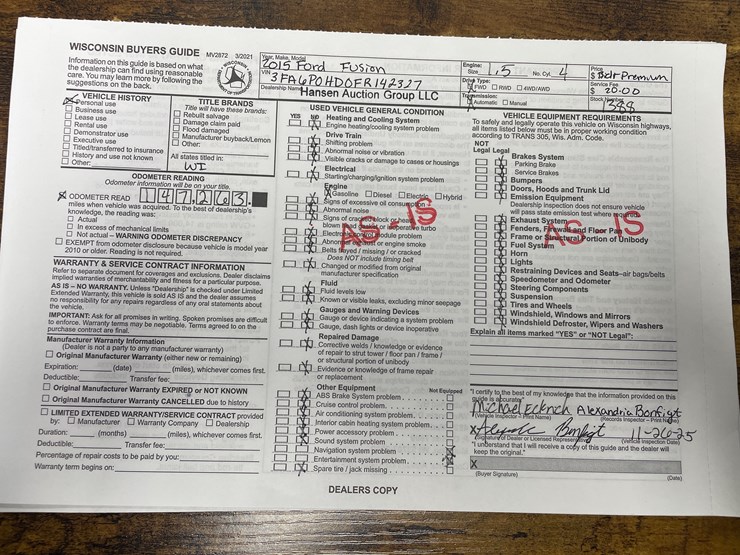 WISCONSIN BUYERS GUIDE MV2872 3/2021
Information on this guide is based on what
the dealership can find using reasonable
care. You may learn more by following the
suggestions on the back.
Year, Make, Model
2015 Ford Fusion
VIN 3FA6P0HD0FR142327
Dealership Name Hansen Auction Group LLC
Engine:
Size 1.5 No. Cyl. 4
Drive Type:
FWD RWD 4WD/AWD
Transmission:
Automatic Manual
Price
$ Bid + Premium
Service Fee
$ 20.00
Stock Number
1588
VEHICLE HISTORY
Personal use
Business use
Lease use
Rental use
Demonstrator use
Executive use
Titled/transferred to insurance
History and use not known
Other:
TITLE BRANDS
Title will have these brands:
Rebuilt salvage
Damage claim paid
Flood damaged
Manufacturer buyback/Lemon
Other:
All states titled in:
WI
ODOMETER READING
Odometer information will be on your title.
ODOMETER READ 147,263.
miles when vehicle was acquired. To the best of dealership's
knowledge, the reading was:
Actual
In excess of mechanical limits
Not actual – WARNING ODOMETER DISCREPANCY
EXEMPT from odometer disclosure because vehicle is model year
2010 or older. Reading is not required.
WARRANTY & SERVICE CONTRACT INFORMATION
Refer to separate document for coverages and exclusions. Dealer disclaims
implied warranties of merchantability and fitness for a particular purpose.
AS IS – NO WARRANTY. Unless "Dealership" is checked under Limited
Extended Warranty, this vehicle is sold AS IS and the dealer assumes
no responsibility for any repairs regardless of any oral statements about
the vehicle.
IMPORTANT: Ask for all promises in writing. Spoken promises are difficult
to enforce. Warranty terms may be negotiable. Terms agreed to on the
purchase contract are final.
Manufacturer Warranty Information
(Dealer is not a party to any manufacturer warranty)
Original Manufacturer Warranty (either new or remaining)
Expiration: (date) (miles), whichever comes first.
Deductible: Transfer fee:
Original Manufacturer Warranty EXPIRED or NOT KNOWN
Original Manufacturer Warranty CANCELLED due to history
LIMITED EXTENDED WARRANTY/SERVICE CONTRACT provided
by: Manufacturer Warranty Company Dealership
Duration: (months) (miles), whichever comes first.
Deductible: Transfer fee:
Percentage of repair costs to be paid by you:
Warranty term begins on:
USED VEHICLE GENERAL CONDITION
YES NO
Heating and Cooling System
Engine heating/cooling system problem
Drive Train
Shifting problem
Abnormal noise or vibration
Visible cracks or damage to cases or housings
Electrical
Starting/charging/ignition system problem
Engine
Gasoline Diesel Electric Hybrid
Signs of excessive oil consumption
Abnormal noise
Signs of crack block or
blown turbo
module problem
Abnormal or engine smoke
Belts frayed / missing / or cracked
Does NOT include timing belt
Changed or modified from original
manufacturer specification
Fluid
Fluid levels low
Known or visible leaks, excluding minor seepage
Gauges and Warning Devices
Gauge or device indicating a system problem
Gauge, dash lights or device inoperative
Repaired Damage
Corrective welds / knowledge or evidence
of repair to strut tower / floor pan / frame /
or structural portion of unibody
Evidence or knowledge of frame repair
or replacement
Other Equipment Not Equipped
ABS Brake System problem
Cruise control problem
Air conditioning system problem
Interior cabin heating system problem
Power accessory problem
Sound system problem
Navigation system problem
Entertainment system problem
Spare tire / jack missing
AS - IS
VEHICLE EQUIPMENT REQUIREMENTS
To safely and legally operate this vehicle on Wisconsin highways,
all items listed below must be in proper working condition
according to TRANS 305, Wis. Adm. Code.
NOT
Legal Legal
Brakes System
Parking Brake
Service Brakes
Bumpers
Doors, Hoods and Trunk Lid
Emission Equipment
Dealership inspection does not ensure vehicle
will pass state emission test where
Exhaust System
Fenders, and Floor Pan
Frame or Structural Portion of Unibody
Fuel System
Horn
Lights
Restraining Devices and Seats–air bags/belts
Speedometer and Odometer
Steering Components
Suspension
Tires and Wheels
Windshield, Windows and Mirrors
Windshield Defroster, Wipers and Washers
AS IS
Explain all items marked "YES" or "NOT Legal":
"I certify to the best of my knowledge that the information provided on this
guide is accurate"
Michael Eckrich Alexandria Bonfigt
(Vehicle Inspector - Print Name) (Records Inspector – Print Name)
X 11-26-25
(Signature of Dealer or Licensed Representative) (Vehicle Inspection Date)
"I understand that I will receive a copy of this guide and the dealer will
keep the original."
X
(Buyer Signature) (Date)
DEALERS COPY